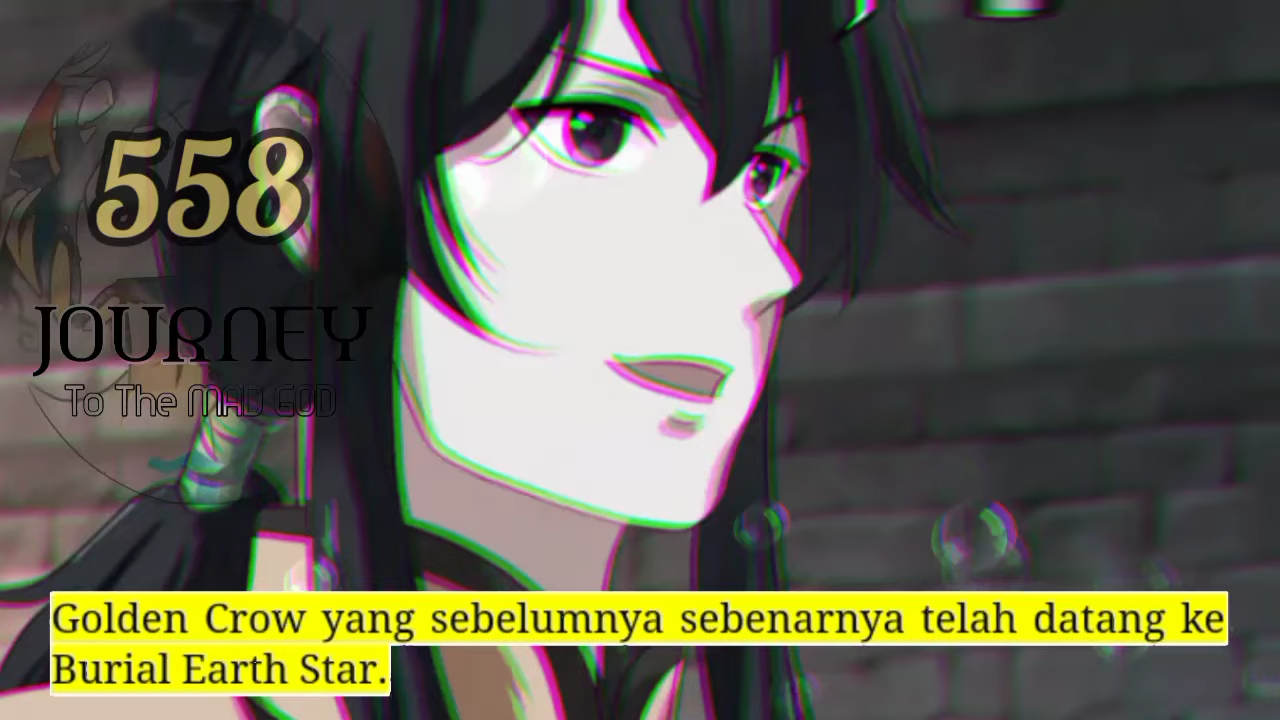 558
JOURNEY
To The MAD GOD
Golden Crow yang sebelumnya sebenarnya telah datang ke
Burial Earth Star.